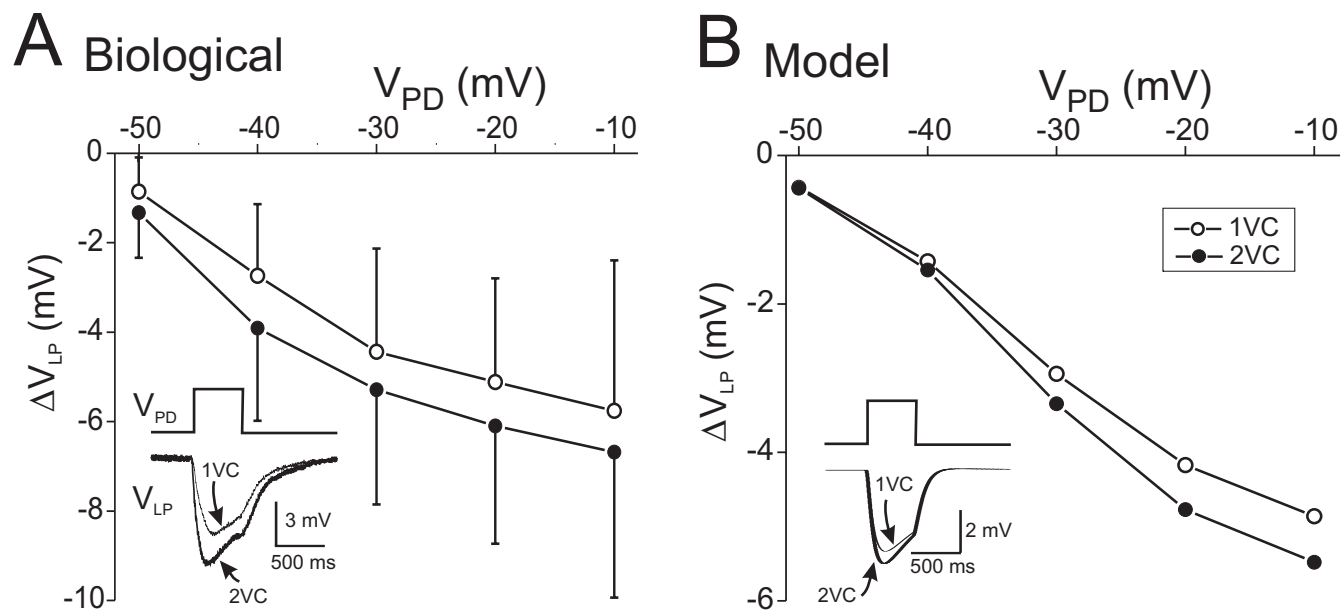 A Biological
V_PD (mV)
-50 -40 -30 -20 -10
0
-2
-4
-6
-8
-10
ΔV_LP (mV)
V_PD
1VC
V_LP
3 mV
500 ms
2VC
B Model
V_PD (mV)
-50 -40 -30 -20 -10
0
-2
-4
-6
ΔV_LP (mV)
1VC
2VC
1VC
2 mV
500 ms
2VC